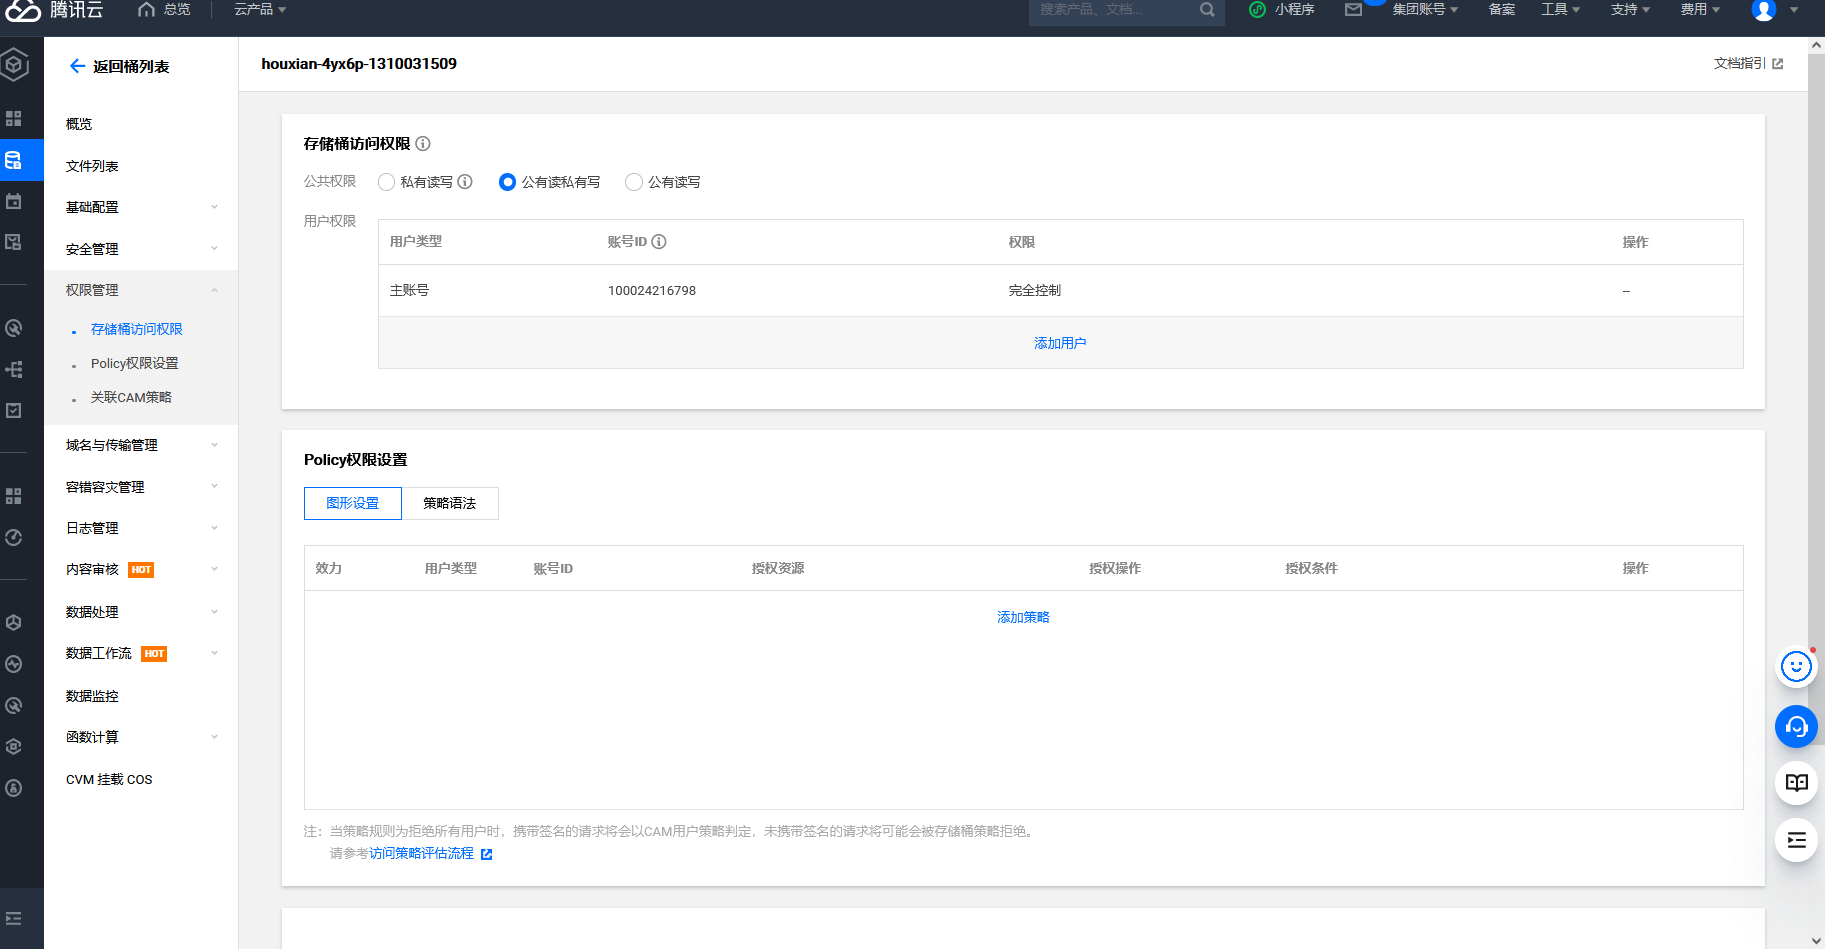 腾讯云
总览
云产品
搜索产品、文档...
小程序
集团账号
备案
工具
支持
费用
返回桶列表
概览
文件列表
基础配置
安全管理
权限管理
存储桶访问权限
Policy权限设置
关联CAM策略
域名与传输管理
容错容灾管理
日志管理
内容审核 HOT
数据处理
数据工作流 HOT
数据监控
函数计算
CVM 挂载 COS
houxian-4yx6p-1310031509
文档指引
存储桶访问权限
公共权限 私有读写 公有读私有写 公有读写
用户权限
用户类型 账号ID 权限 操作
主账号 100024216798 完全控制 --
添加用户
Policy权限设置
图形设置 策略语法
效力 用户类型 账号ID 授权资源 授权操作 授权条件 操作
添加策略
注：当策略规则为拒绝所有用户时，携带签名的请求将会以CAM用户策略判定，未携带签名的请求将可能会被存储桶策略拒绝。
请参考访问策略评估流程